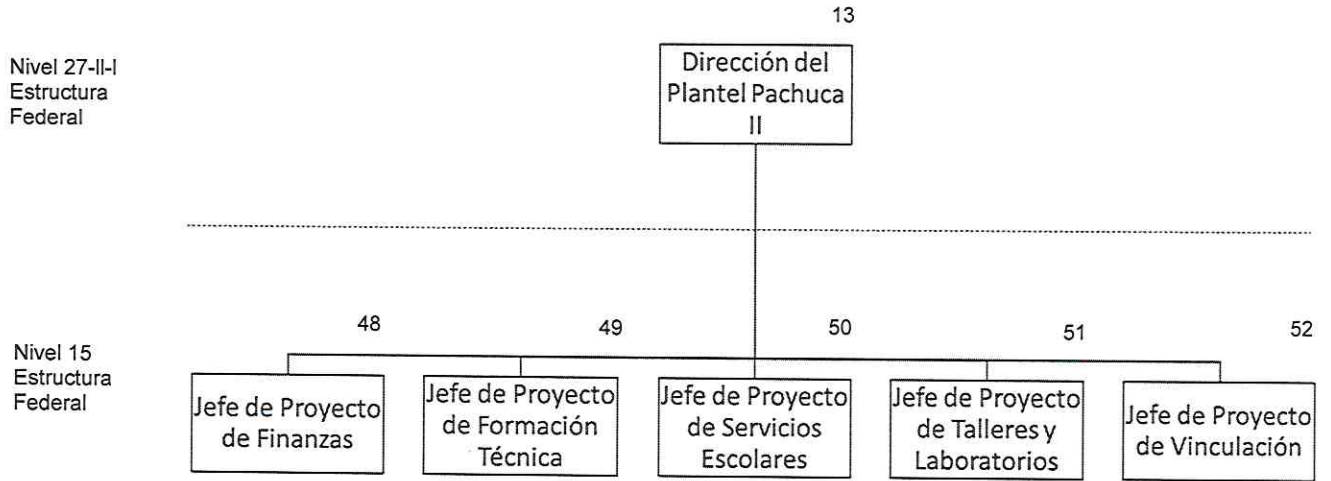 13
Nivel 27-II-I
Estructura
Federal
Dirección del
Plantel Pachuca
II
Nivel 15
Estructura
Federal
48
Jefe de Proyecto
de Finanzas
49
Jefe de Proyecto
de Formación
Técnica
50
Jefe de Proyecto
de Servicios
Escolares
51
Jefe de Proyecto
de Talleres y
Laboratorios
52
Jefe de Proyecto
de Vinculación